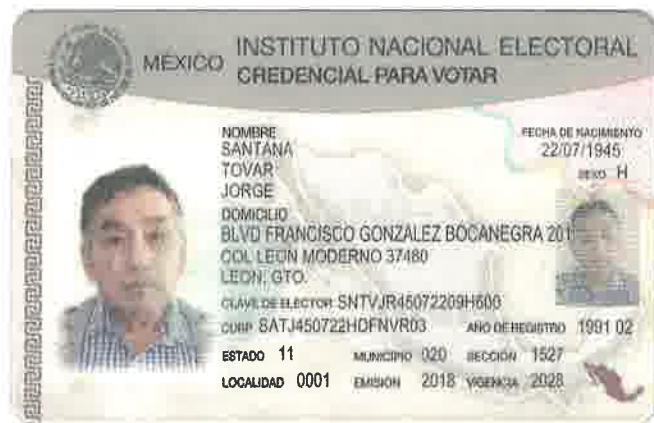 MÉXICO INSTITUTO NACIONAL ELECTORAL
CREDENCIAL PARA VOTAR
NOMBRE
SANTANA
TOVAR
JORGE
FECHA DE NACIMIENTO
22/07/1945
SEXO H
DOMICILIO
BLVD FRANCISCO GONZÁLEZ BOCANEGRA 201
COL LEON MODERNO 37480
LEON, GTO.
CLAVE DE ELECTOR SNTVJR45072209H600
CURP SATJ450722HDFNVR03 AÑO DE REGISTRO 1991 02
ESTADO 11 MUNICIPIO 020 SECCIÓN 1527
LOCALIDAD 0001 EMISIÓN 2018 VIGENCIA 2028